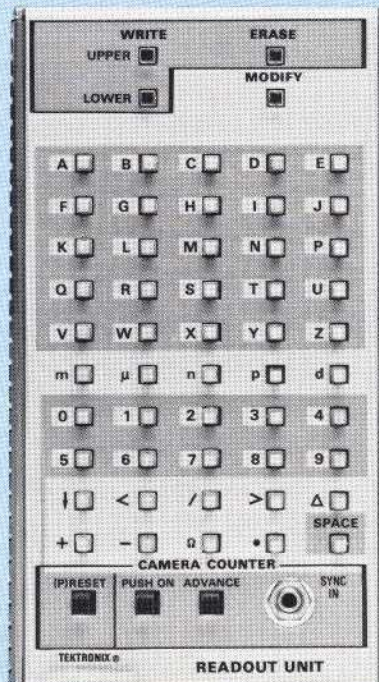 WRITE ERASE
UPPER
MODIFY
LOWER
A B C D E
F G H I J
K L M N P
Q R S T U
V W X Y Z
m μ n p d
0 1 2 3 4
5 6 7 8 9
↓ < / > Δ
SPACE
+ − Ω •
CAMERA COUNTER
(P)RESET PUSH ON ADVANCE SYNC
IN
TEKTRONIX ®
READOUT UNIT